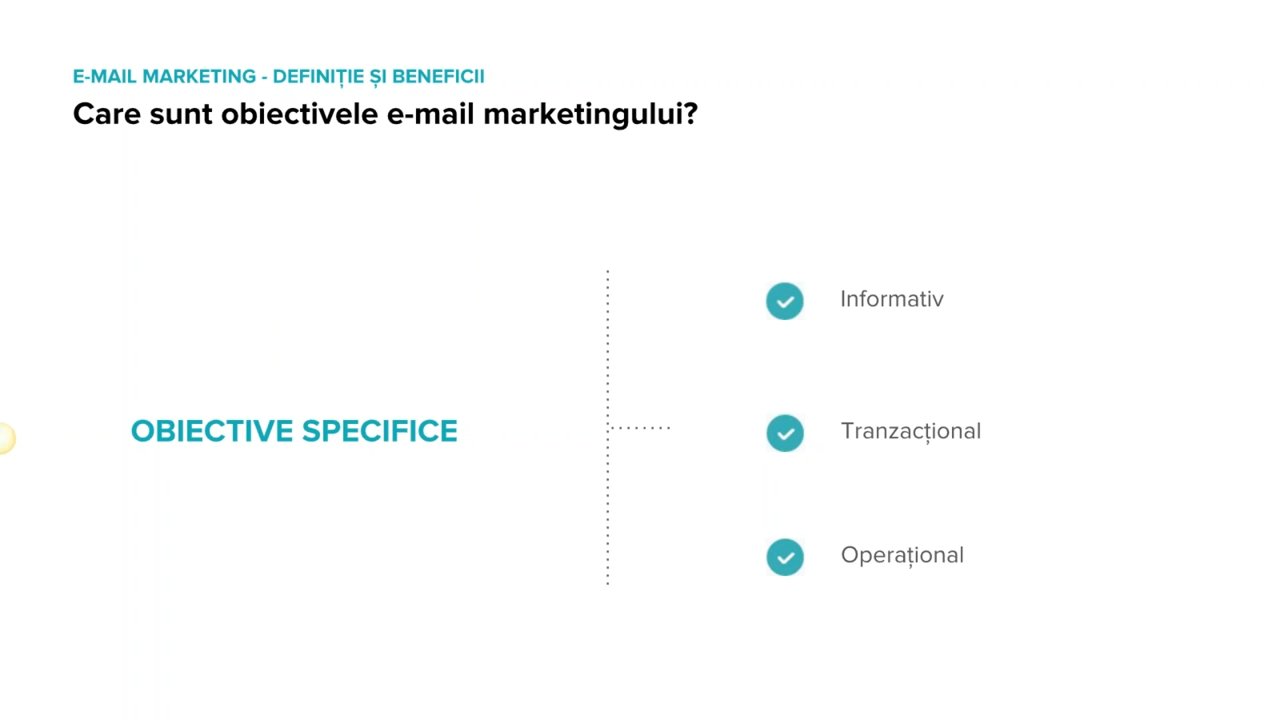 E-MAIL MARKETING - DEFINIȚIE ȘI BENEFICII
Care sunt obiectivele e-mail marketingului?
Informativ
OBIECTIVE SPECIFICE
Tranzacțional
Operațional